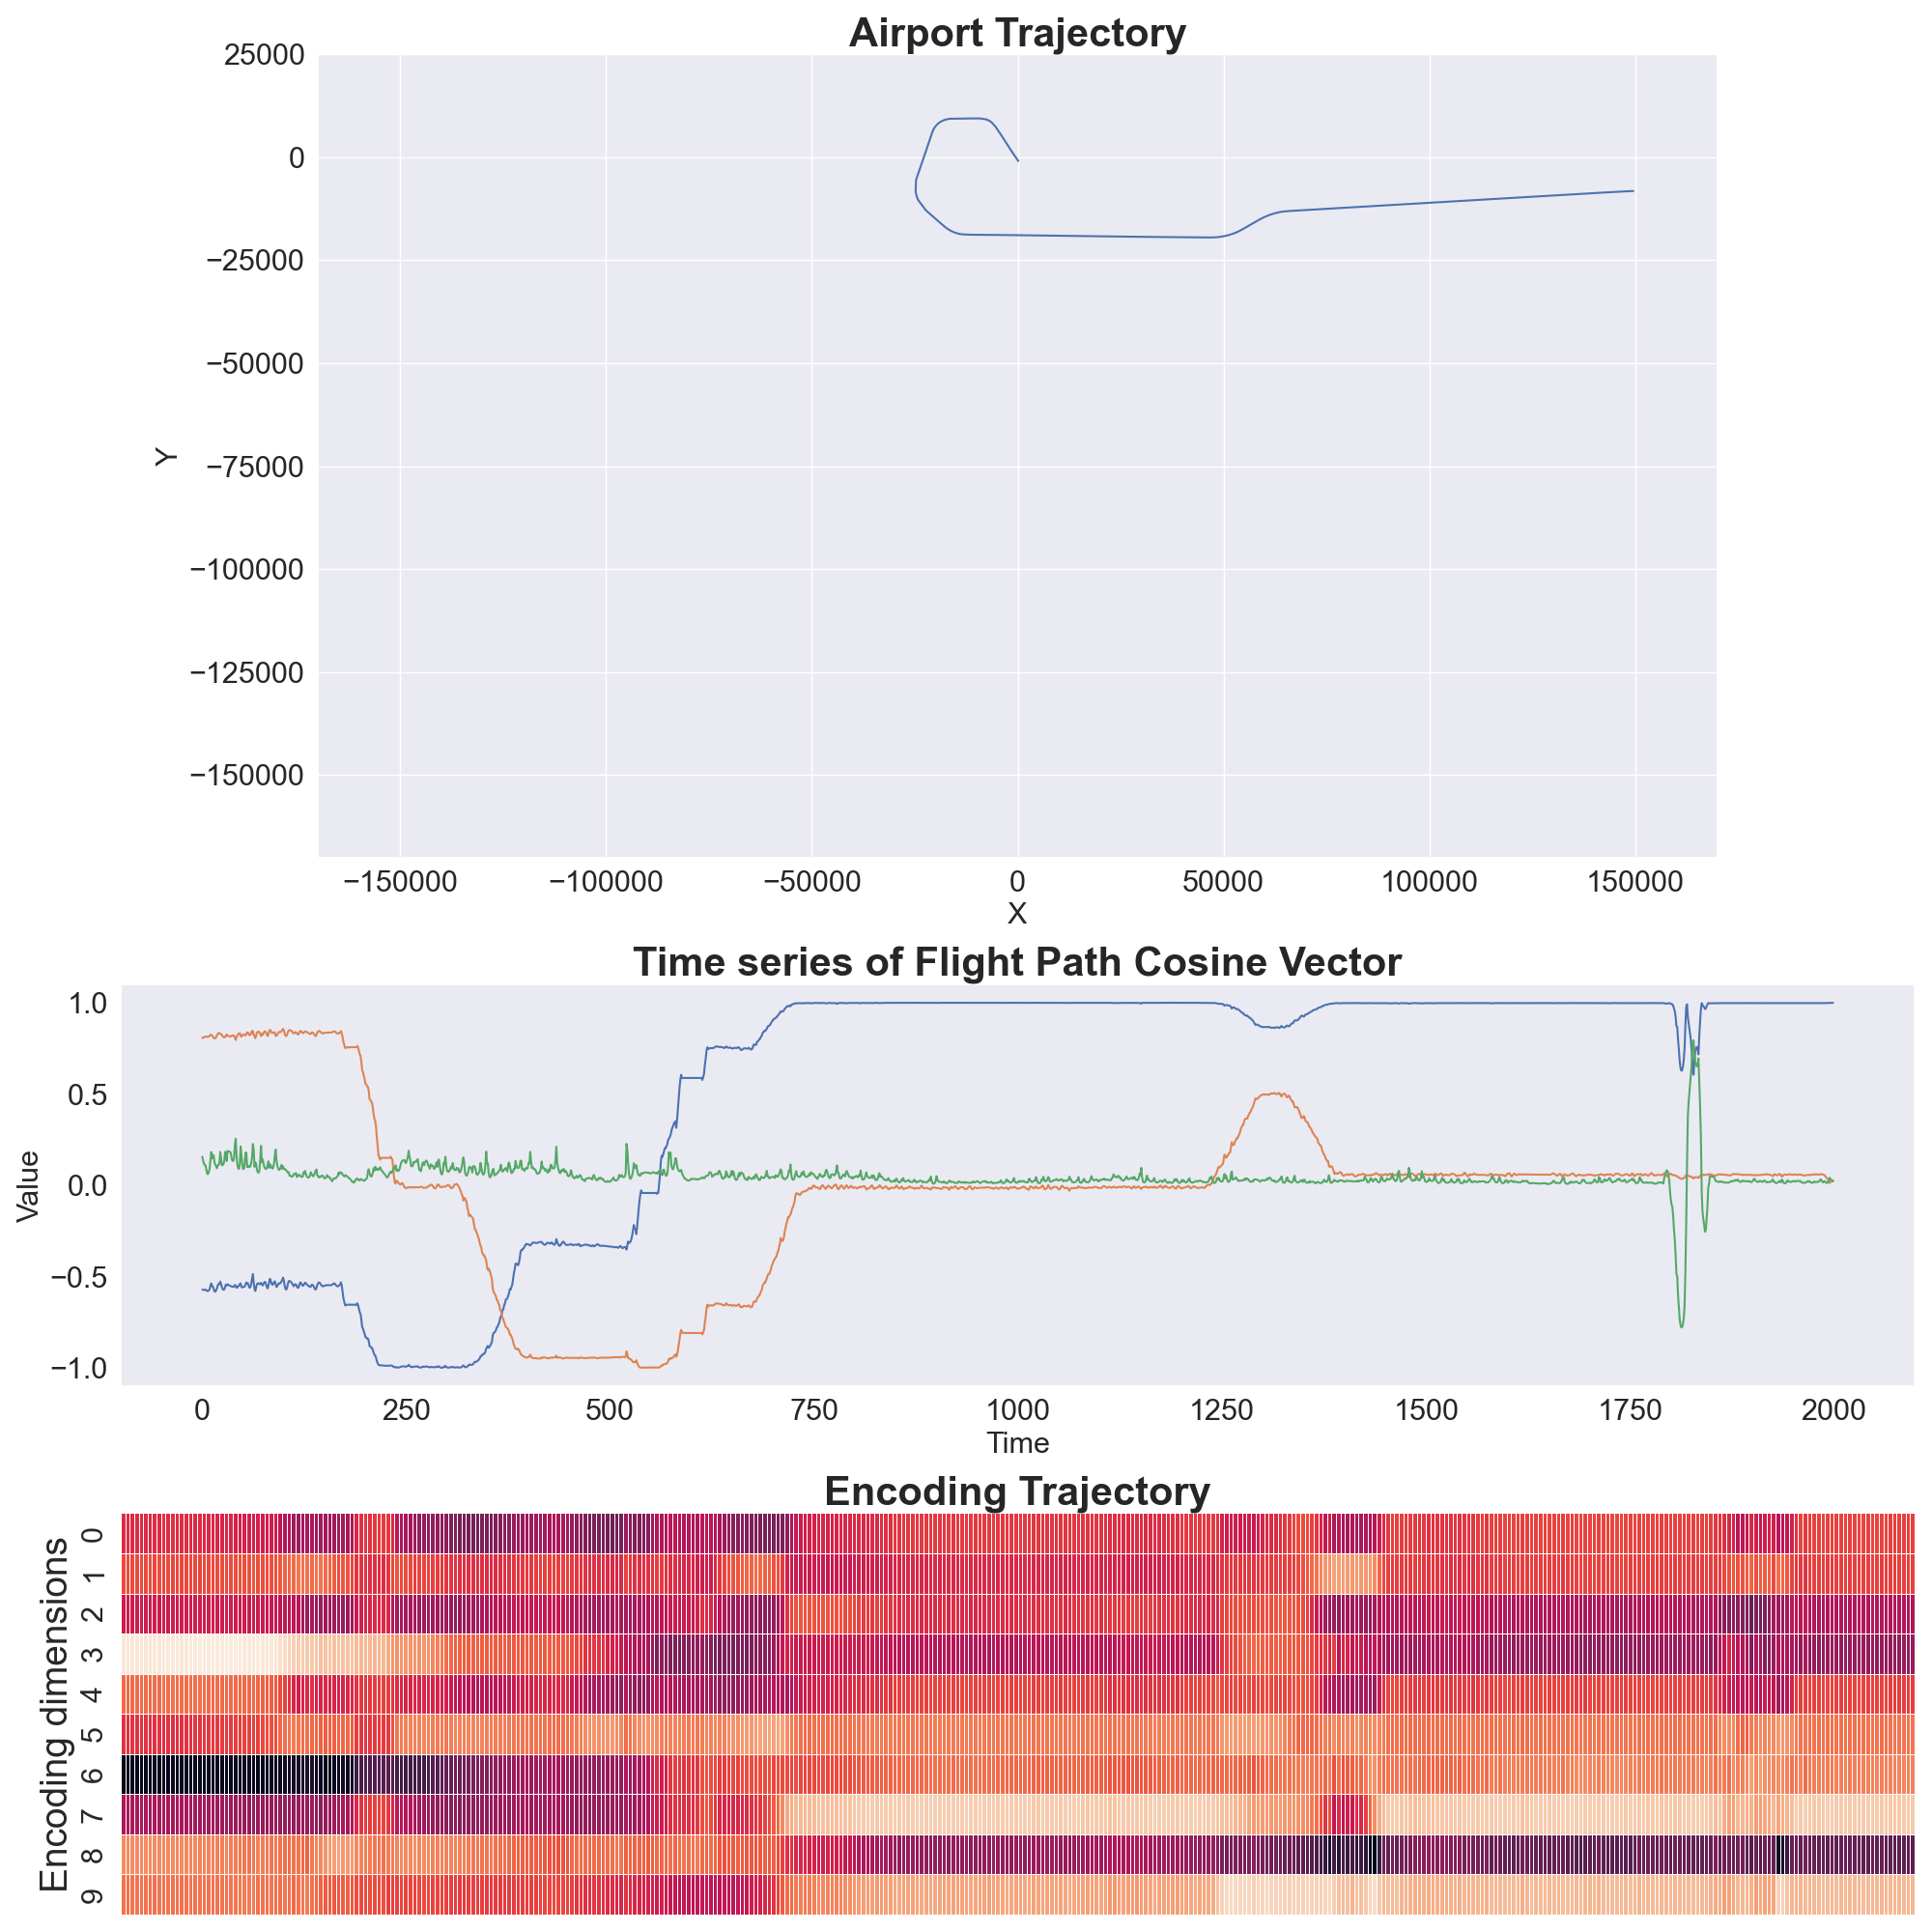 Airport Trajectory
25000
0
−25000
−50000
−75000
−100000
−125000
−150000
Y
−150000 −100000 −50000 0 50000 100000 150000
X
Time series of Flight Path Cosine Vector
1.0
0.5
0.0
−0.5
−1.0
Value
0 250 500 750 1000 1250 1500 1750 2000
Time
Encoding Trajectory
Encoding dimensions
0
1
2
3
4
5
6
7
8
9